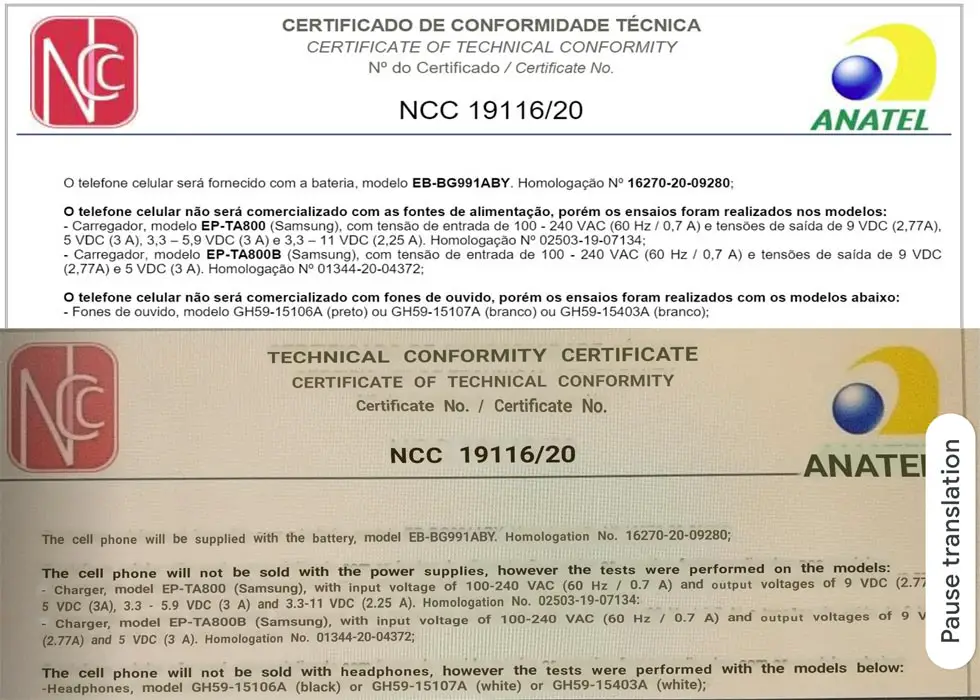 NCC
CERTIFICADO DE CONFORMIDADE TÉCNICA
CERTIFICATE OF TECHNICAL CONFORMITY
Nº do Certificado / Certificate No.
NCC 19116/20
ANATEL
O telefone celular será fornecido com a bateria, modelo EB-BG991ABY. Homologação Nº 16270-20-09280;
O telefone celular não será comercializado com as fontes de alimentação, porém os ensaios foram realizados nos modelos:
- Carregador, modelo EP-TA800 (Samsung), com tensão de entrada de 100 - 240 VAC (60 Hz / 0,7 A) e tensões de saída de 9 VDC (2,77A),
5 VDC (3 A), 3,3 – 5,9 VDC (3 A) e 3,3 – 11 VDC (2,25 A). Homologação Nº 02503-19-07134;
- Carregador, modelo EP-TA800B (Samsung), com tensão de entrada de 100 - 240 VAC (60 Hz / 0,7 A) e tensões de saída de 9 VDC
(2,77A) e 5 VDC (3 A). Homologação Nº 01344-20-04372;
O telefone celular não será comercializado com fones de ouvido, porém os ensaios foram realizados com os modelos abaixo:
- Fones de ouvido, modelo GH59-15106A (preto) ou GH59-15107A (branco) ou GH59-15403A (branco);
NCC
TECHNICAL CONFORMITY CERTIFICATE
CERTIFICATE OF TECHNICAL CONFORMITY
Certificate No. / Certificate No.
NCC 19116/20
ANATEL
The cell phone will be supplied with the battery, model EB-BG991ABY. Homologation No. 16270-20-09280;
The cell phone will not be sold with the power supplies, however the tests were performed on the models:
- Charger, model EP-TA800 (Samsung), with input voltage of 100-240 VAC (60 Hz / 0.7 A) and output voltages of 9 VDC (2.77
5 VDC (3A), 3.3 - 5.9 VDC (3 A) and 3.3-11 VDC (2.25 A). Homologation No. 02503-19-07134:
- Charger, model EP-TA800B (Samsung), with input voltage of 100-240 VAC (60 Hz / 0.7 A) and output voltages of 9 V
(2.77A) and 5 VDC (3 A). Homologation No. 01344-20-04372;
The cell phone will not be sold with headphones, however the tests were performed with the models below:
-Headphones, model GH59-15106A (black) or GH59-15107A (white) or GH59-15403A (white);
Pause translation